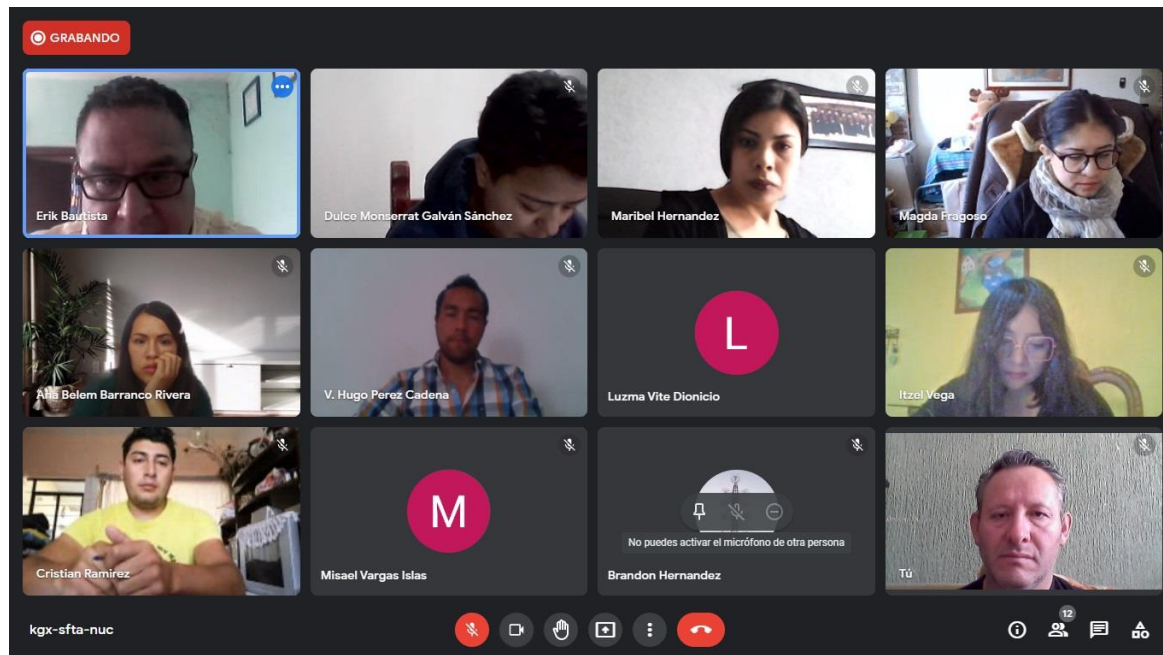 GRABANDO
Erik Bautista
Dulce Monserrat Galván Sánchez
Maribel Hernandez
Magda Fragoso
Ana Belem Barranco Rivera
V. Hugo Perez Cadena
L
Luzma Vite Dionicio
Itzel Vega
Cristian Ramirez
M
Misael Vargas Islas
No puedes activar el micrófono de otra persona
Brandon Hernandez
Tú
kgx-sfta-nuc
12